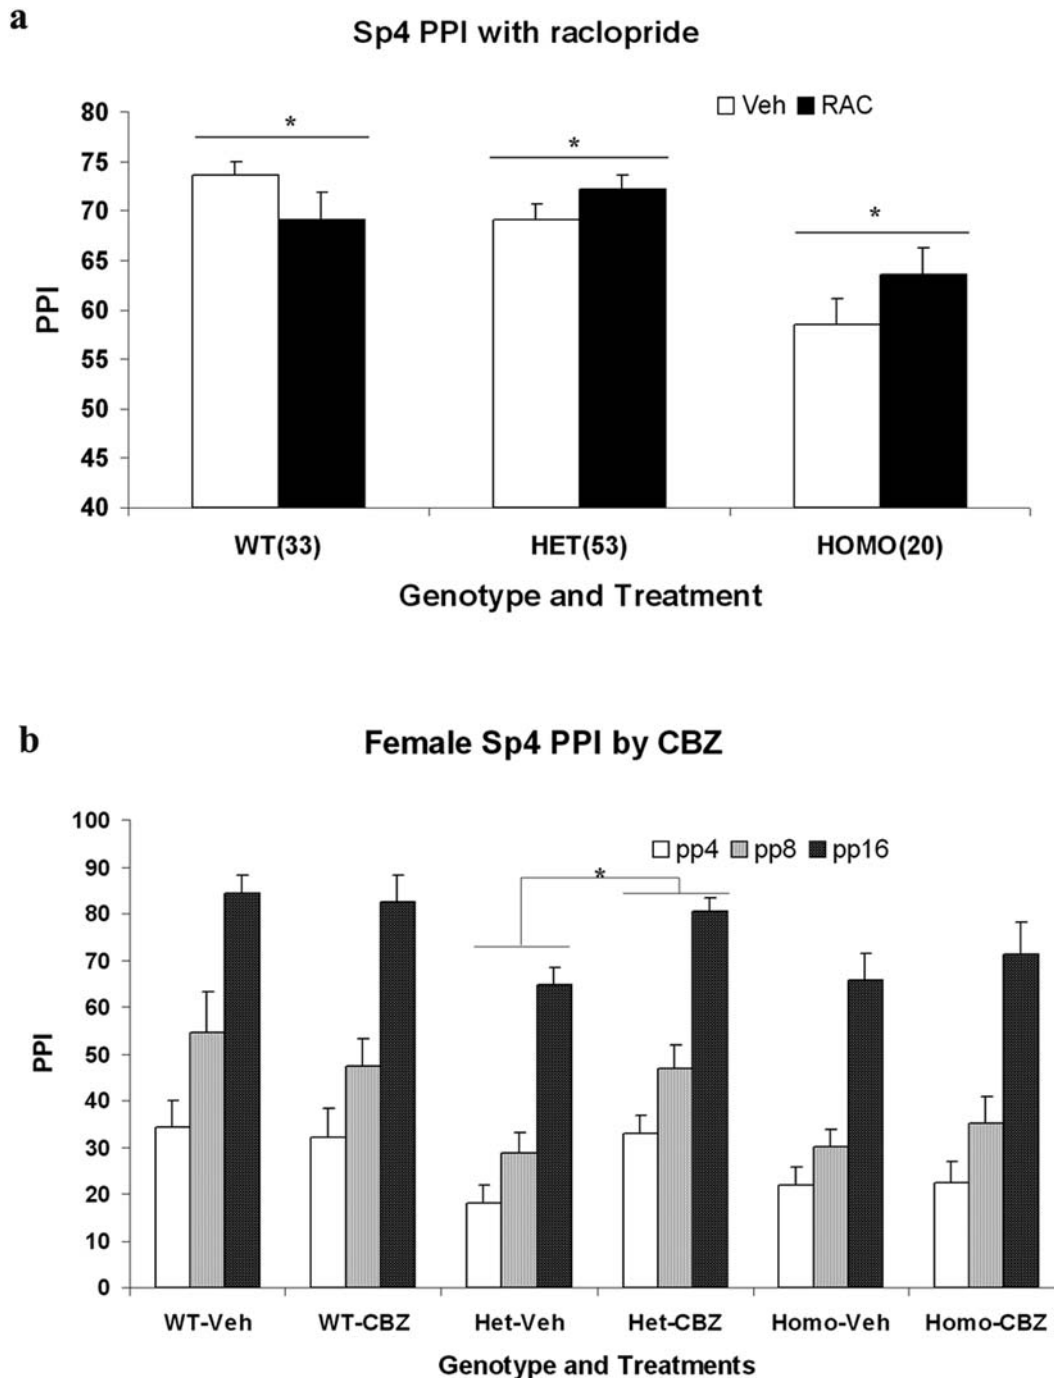 a
Sp4 PPI with raclopride
Veh RAC
80
75
70
65
60
55
50
45
40
PPI
*
*
*
WT(33) HET(53) HOMO(20)
Genotype and Treatment
b
Female Sp4 PPI by CBZ
pp4 pp8 pp16
100
90
80
70
60
50
40
30
20
10
0
PPI
*
WT-Veh WT-CBZ Het-Veh Het-CBZ Homo-Veh Homo-CBZ
Genotype and Treatments